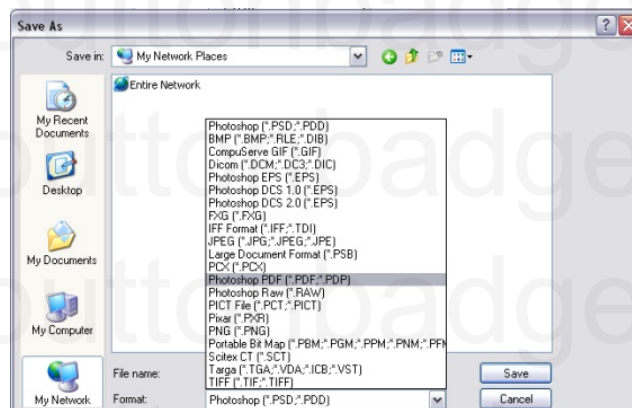 Save As
Save in:
My Network Places
Entire Network
My Recent
Documents
Desktop
My Documents
My Computer
My Network
Photoshop (*.PSD;*.PDD)
BMP (*.BMP;*.RLE;*.DIB)
CompuServe GIF (*.GIF)
Dicom (*.DCM;*.DC3;*.DIC)
Photoshop EPS (*.EPS)
Photoshop DCS 1.0 (*.EPS)
Photoshop DCS 2.0 (*.EPS)
FXG (*.FXG)
IFF Format (*.IFF;*.TDI)
JPEG (*.JPG;*.JPEG;*.JPE)
Large Document Format (*.PSB)
PCX (*.PCX)
Photoshop PDF (*.PDF;*.PDP)
Photoshop Raw (*.RAW)
PICT File (*.PCT;*.PICT)
Pixar (*.PXR)
PNG (*.PNG)
Portable Bit Map (*.PBM;*.PGM;*.PPM;*.PNM;*.PFM
Scitex CT (*.SCT)
Targa (*.TGA;*.VDA;*.ICB;*.VST)
TIFF (*.TIF;*.TIFF)
File name:
Save
Format:
Photoshop (*.PSD;*.PDD)
Cancel
buttonbadge
buttonbadge
buttonbadge